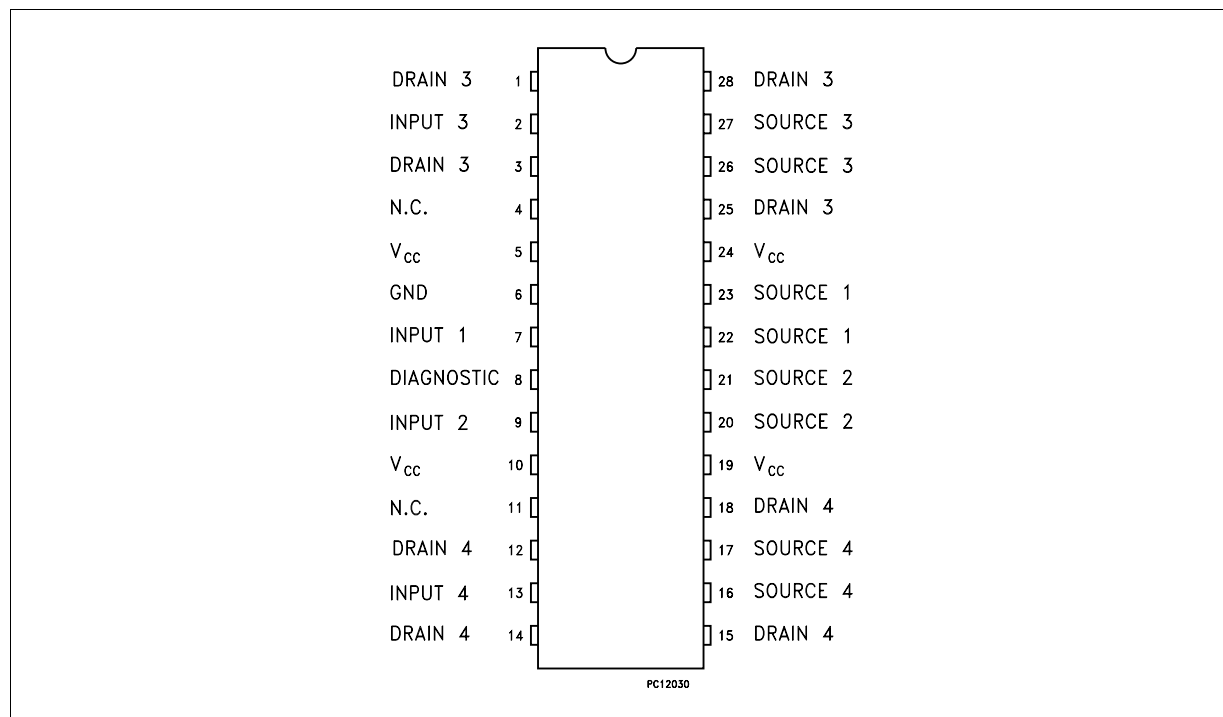 DRAIN 3 1 28 DRAIN 3
INPUT 3 2 27 SOURCE 3
DRAIN 3 3 26 SOURCE 3
N.C. 4 25 DRAIN 3
VCC 5 24 VCC
GND 6 23 SOURCE 1
INPUT 1 7 22 SOURCE 1
DIAGNOSTIC 8 21 SOURCE 2
INPUT 2 9 20 SOURCE 2
VCC 10 19 VCC
N.C. 11 18 DRAIN 4
DRAIN 4 12 17 SOURCE 4
INPUT 4 13 16 SOURCE 4
DRAIN 4 14 15 DRAIN 4
PC12030